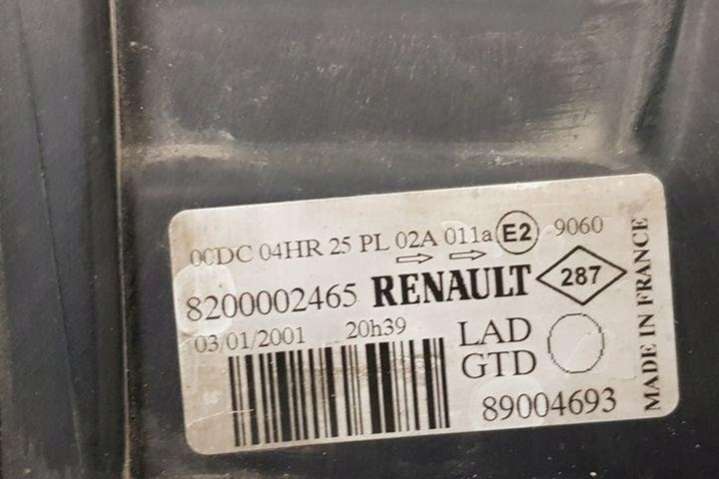 00DC 04HR 25 PL 02A 011a E2 9060
8200002465 RENAULT 287
03/01/2001 20h39 LAD
GTD
89004693
MADE IN FRANCE